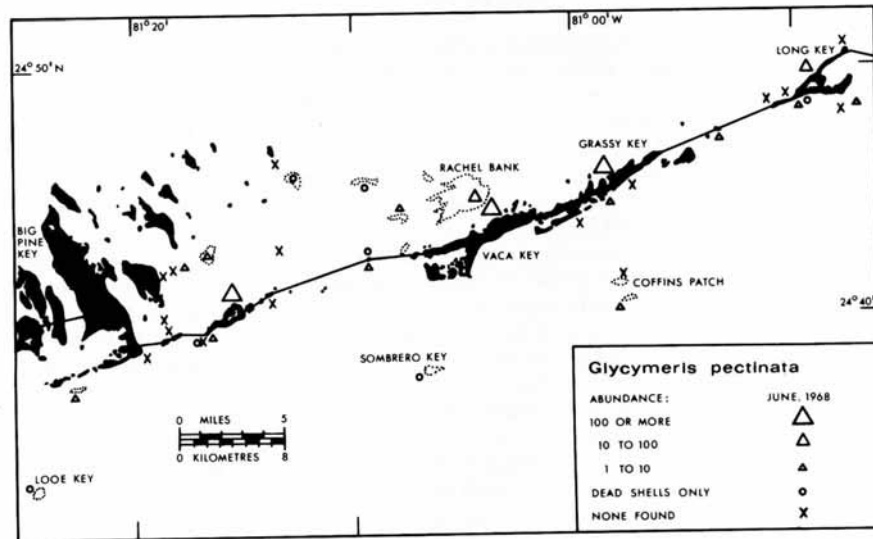 81° 20'
81° 00' W
24° 50' N
LONG KEY
GRASSY KEY
RACHEL BANK
BIG
PINE
KEY
VACA KEY
COFFINS PATCH
24° 40'
SOMBRERO KEY
Glycymeris pectinata
ABUNDANCE: JUNE, 1968
100 OR MORE
10 TO 100
1 TO 10
DEAD SHELLS ONLY
NONE FOUND
0 MILES 5
0 KILOMETRES 8
LOOE KEY